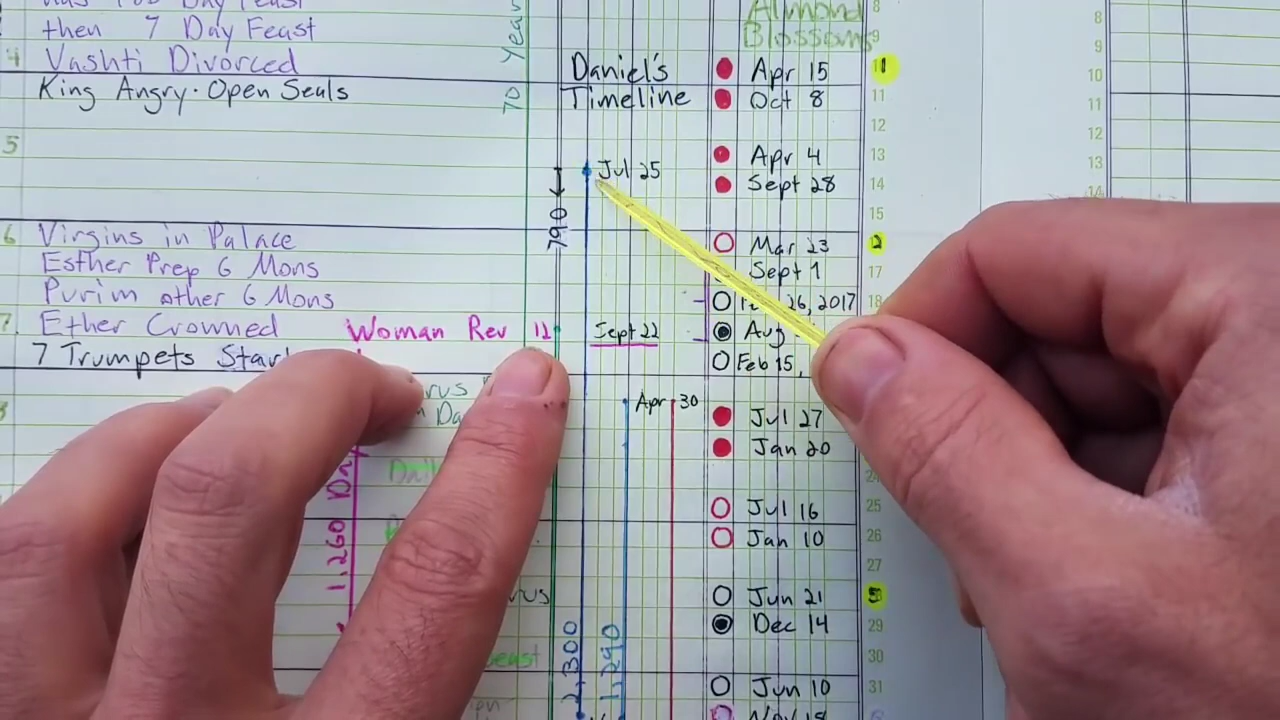 then 7 Day Feast
4 Vashti Divorced
King Angry · Open Seals
5
6 Virgins in Palace
Esther Prep 6 Mons
Purim other 6 Mons
7 Ether Crowned
7 Trumpets Start
Woman Rev 12
1,260
70 Year
790
Daniel's
Timeline
Jul 25
Sept 22
Apr 30
2,300
1,290
Almond
Blossoms
Apr 15
Oct 8
Apr 4
Sept 28
Mar 23
Sept 1
26, 2017
Aug
Feb 15,
Jul 27
Jan 20
Jul 16
Jan 10
Jun 21
Dec 14
Jun 10
8
9
11
12
13
14
15
2
17
18
24
25
26
27
5
29
30
31
8
9
10
11
12
13
14